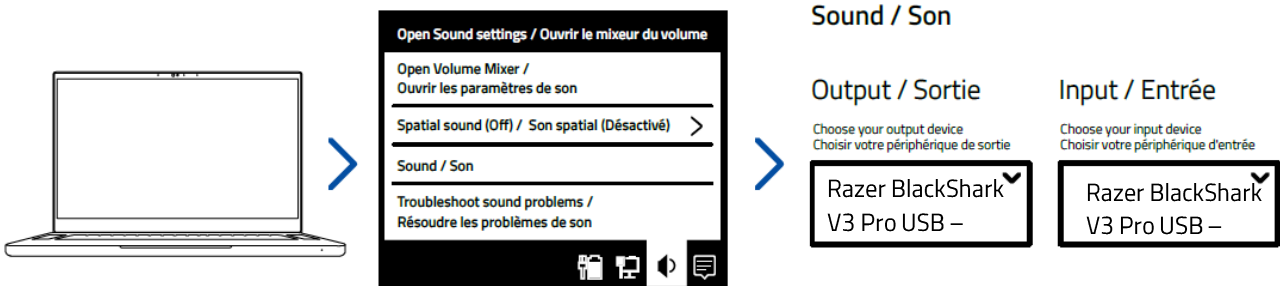 Open Sound settings / Ouvrir le mixeur du volume
Open Volume Mixer /
Ouvrir les paramètres de son
Spatial sound (Off) / Son spatial (Désactivé)
Sound / Son
Troubleshoot sound problems /
Résoudre les problèmes de son
Sound / Son
Output / Sortie
Choose your output device
Choisir votre périphérique de sortie
Razer BlackShark
V3 Pro USB –
Input / Entrée
Choose your input device
Choisir votre périphérique d'entrée
Razer BlackShark
V3 Pro USB –